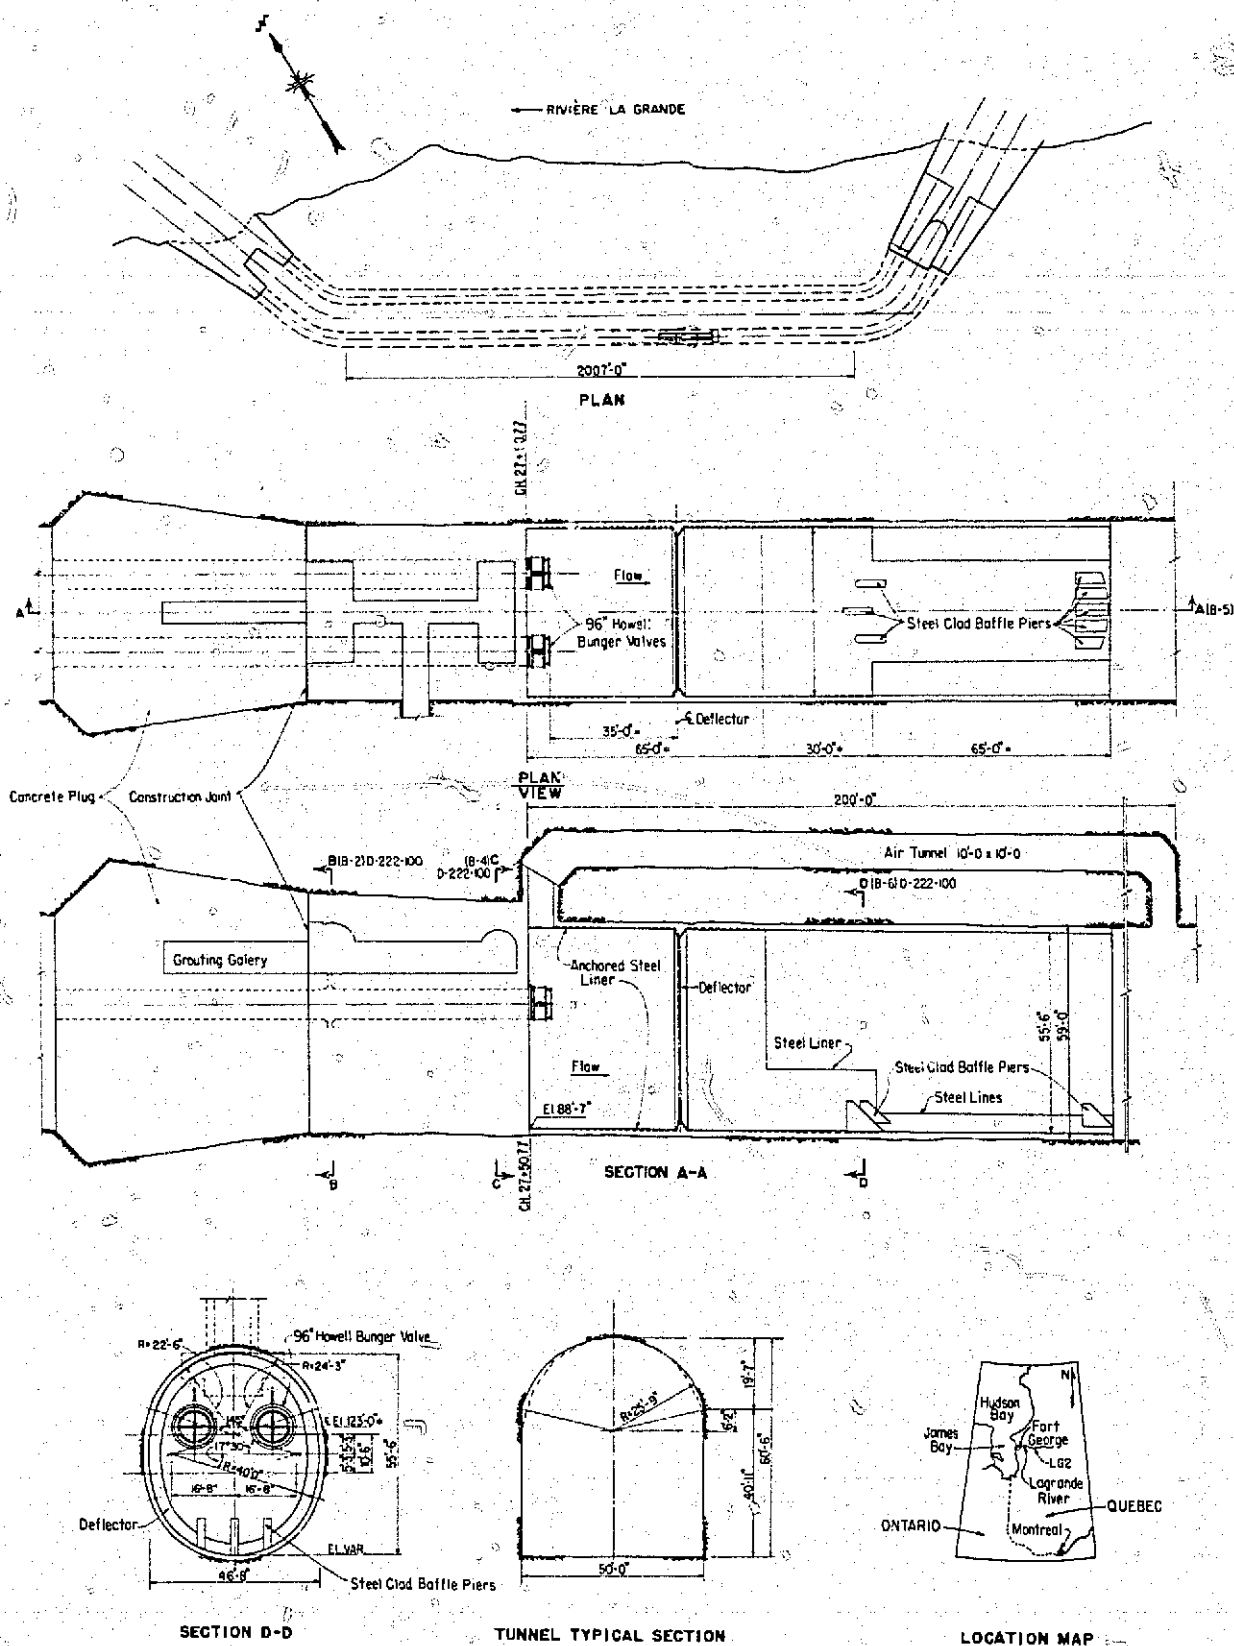 N
RIVIÈRE LA GRANDE
2007'-0"
PLAN
A
Flow
96" Howell
Bunger Valves
Steel Clad Baffle Piers
A(B-5)
℄ Deflector
35'-0"
65'-0"
30'-0"
65'-0"
Concrete Plug
Construction Joint
PLAN
VIEW
200'-0"
B(B-2)D-222-100
(B-4)C
D-222-100
Air Tunnel 10'-0 x 10'-0
D(B-6)D-222-100
Grouting Galery
Anchored Steel
Liner
Deflector
55'-6"
59'-0"
Steel Liner
Flow
Steel Clad Baffle Piers
Steel Lines
El 88'-7"
B
C
CH. 27+50.77
SECTION A-A
D
R=22'-6"
96" Howell Bunger Valve
R=24'-3"
El. 123'-0"
17°30'
R=40'0"
10'-6"
55'-6"
16'-8"
16'-8"
Deflector
EL.VAR.
46'-8"
Steel Clad Baffle Piers
SECTION D-D
R=25'-9"
19'-7"
6'-2"
60'-6"
40'-11"
50'-0"
TUNNEL TYPICAL SECTION
N
Hudson
Bay
James
Bay
Fort
George
LG2
Lagrande
River
QUEBEC
ONTARIO
Montreal
LOCATION MAP